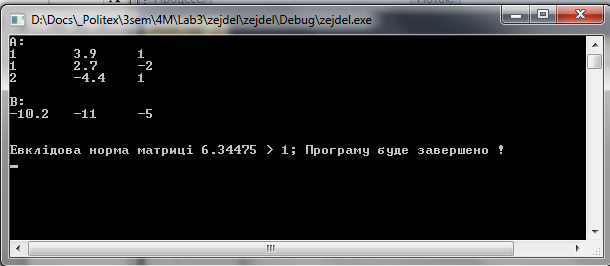 D:\Docs\_Politex\3sem\4M\Lab3\zejdel\zejdel\Debug\zejdel.exe
A:
1 3.9 1
1 2.7 -2
2 -4.4 1
B:
-10.2 -11 -5
Евклідова норма матриці 6.34475 > 1; Програму буде завершено !